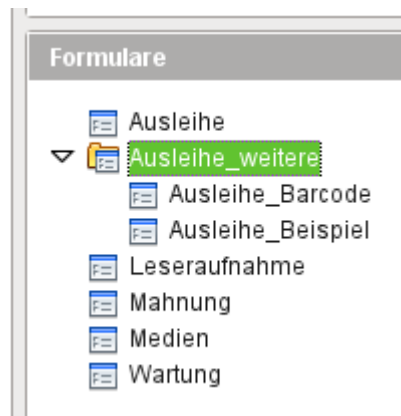 Formulare
Ausleihe
Ausleihe_weitere
Ausleihe_Barcode
Ausleihe_Beispiel
Leseraufnahme
Mahnung
Medien
Wartung